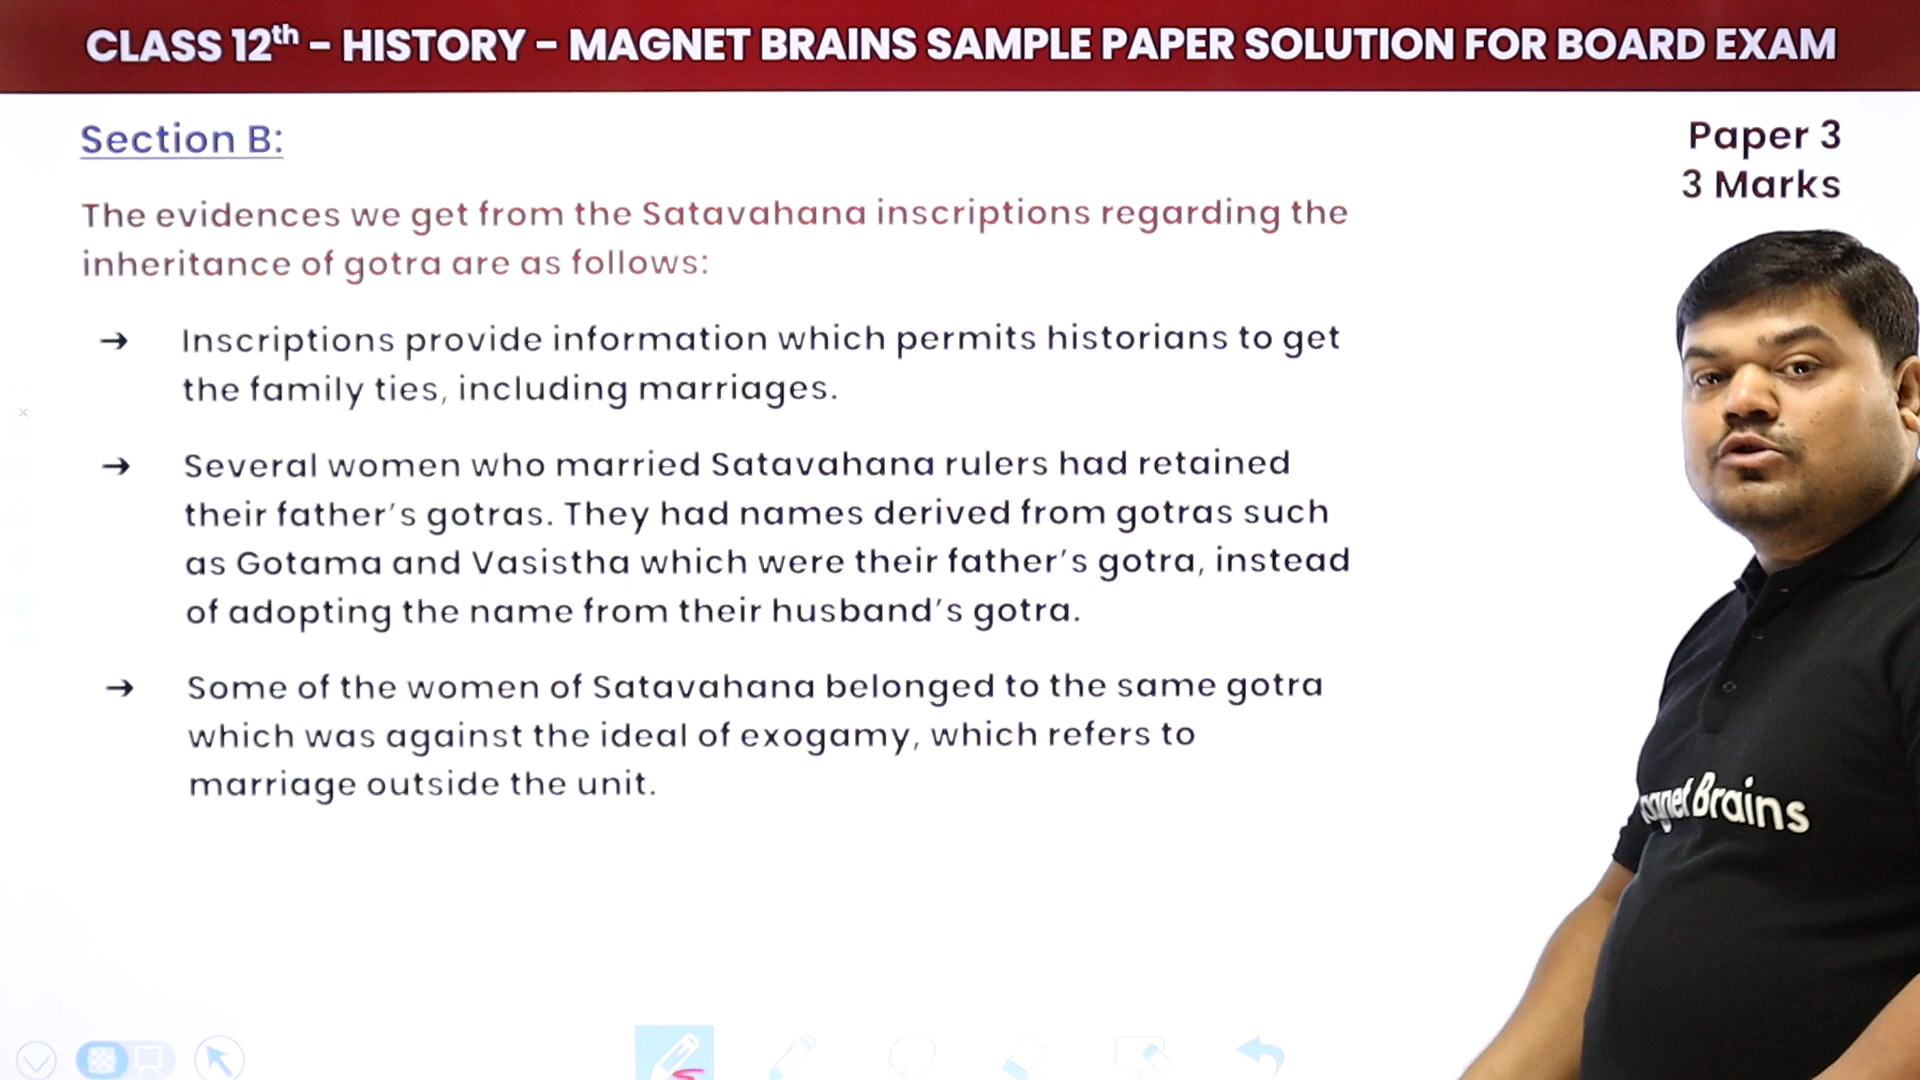 CLASS 12th – HISTORY – MAGNET BRAINS SAMPLE PAPER SOLUTION FOR BOARD EXAM
Section B:
Paper 3
3 Marks
The evidences we get from the Satavahana inscriptions regarding the
inheritance of gotra are as follows:
→ Inscriptions provide information which permits historians to get
the family ties, including marriages.
→ Several women who married Satavahana rulers had retained
their father’s gotras. They had names derived from gotras such
as Gotama and Vasistha which were their father’s gotra, instead
of adopting the name from their husband’s gotra.
→ Some of the women of Satavahana belonged to the same gotra
which was against the ideal of exogamy, which refers to
marriage outside the unit.
Brains